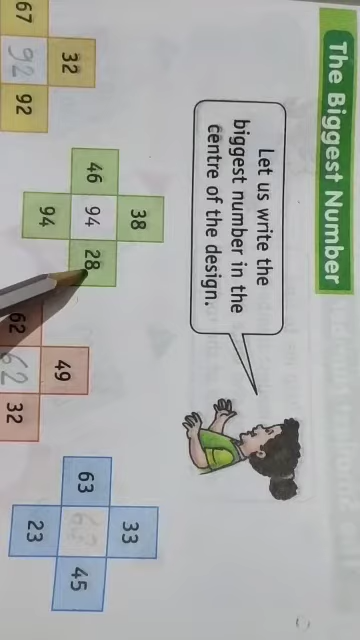 The Biggest Number
Let us write the
biggest number in the
centre of the design.
32
67 92 92
38
46 94 28
94
49
62 62 32
33
63 63 45
23